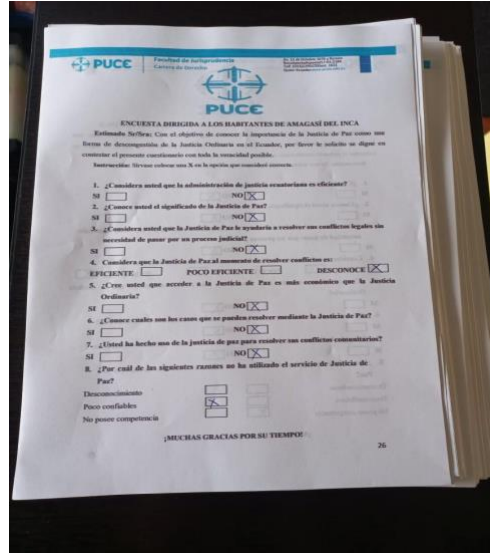 PUCE
Facultad de Jurisprudencia
Carrera de Derecho
PUCE
ENCUESTA DIRIGIDA A LOS HABITANTES DE AMAGASÍ DEL INCA
Estimado Sr/Sra: Con el objetivo de conocer la importancia de la Justicia de Paz como una
forma de descongestión de la Justicia Ordinaria en el Ecuador, por favor le solicito se digne en
contestar el presente cuestionario con toda la veracidad posible.
Instrucción: Sírvase colocar una X en la opción que considere correcta.
1. ¿Considera usted que la administración de justicia ecuatoriana es eficiente?
SI NO X
2. ¿Conoce usted el significado de la Justicia de Paz?
SI NO X
3. ¿Considera usted que la Justicia de Paz le ayudaría a resolver sus conflictos legales sin
necesidad de pasar por un proceso judicial?
SI NO X
4. Considera que la Justicia de Paz al momento de resolver conflictos es:
EFICIENTE POCO EFICIENTE DESCONOCE X
5. ¿Cree usted que acceder a la Justicia de Paz es más económico que la Justicia
Ordinaria?
SI NO X
6. ¿Conoce cuales son los casos que se pueden resolver mediante la Justicia de Paz?
SI NO X
7. ¿Usted ha hecho uso de la justicia de paz para resolver sus conflictos comunitarios?
SI NO X
8. ¿Por cuál de las siguientes razones no ha utilizado el servicio de Justicia de
Paz?
Desconocimiento
Poco confiables X
No posee competencia
¡MUCHAS GRACIAS POR SU TIEMPO!
26